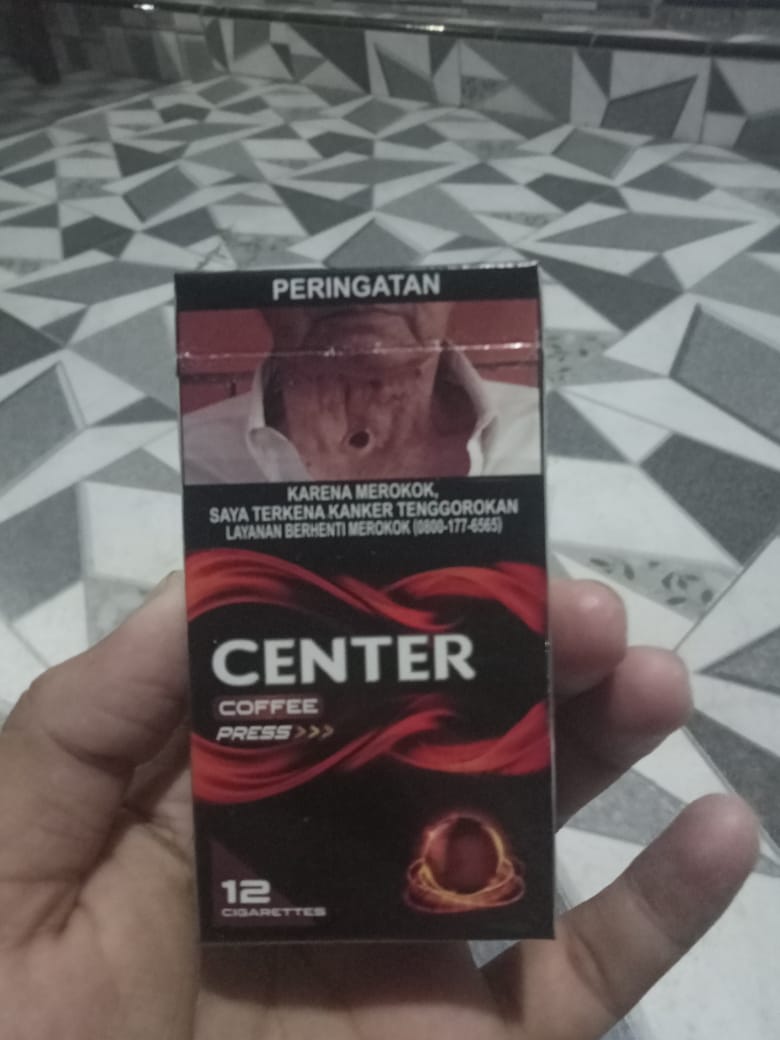 PERINGATAN
KARENA MEROKOK,
SAYA TERKENA KANKER TENGGOROKAN
LAYANAN BERHENTI MEROKOK (0800-177-6565)
CENTER
COFFEE
PRESS>>>
12
CIGARETTES